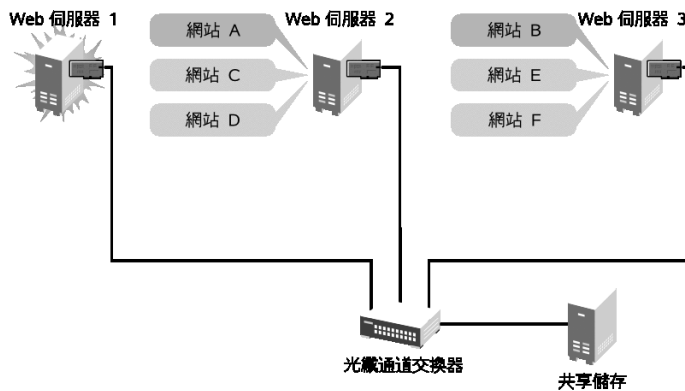 Web 伺服器 1
Web 伺服器 2
Web 伺服器 3
網站 A
網站 B
網站 C
網站 E
網站 D
網站 F
光纖通道交換器
共享儲存